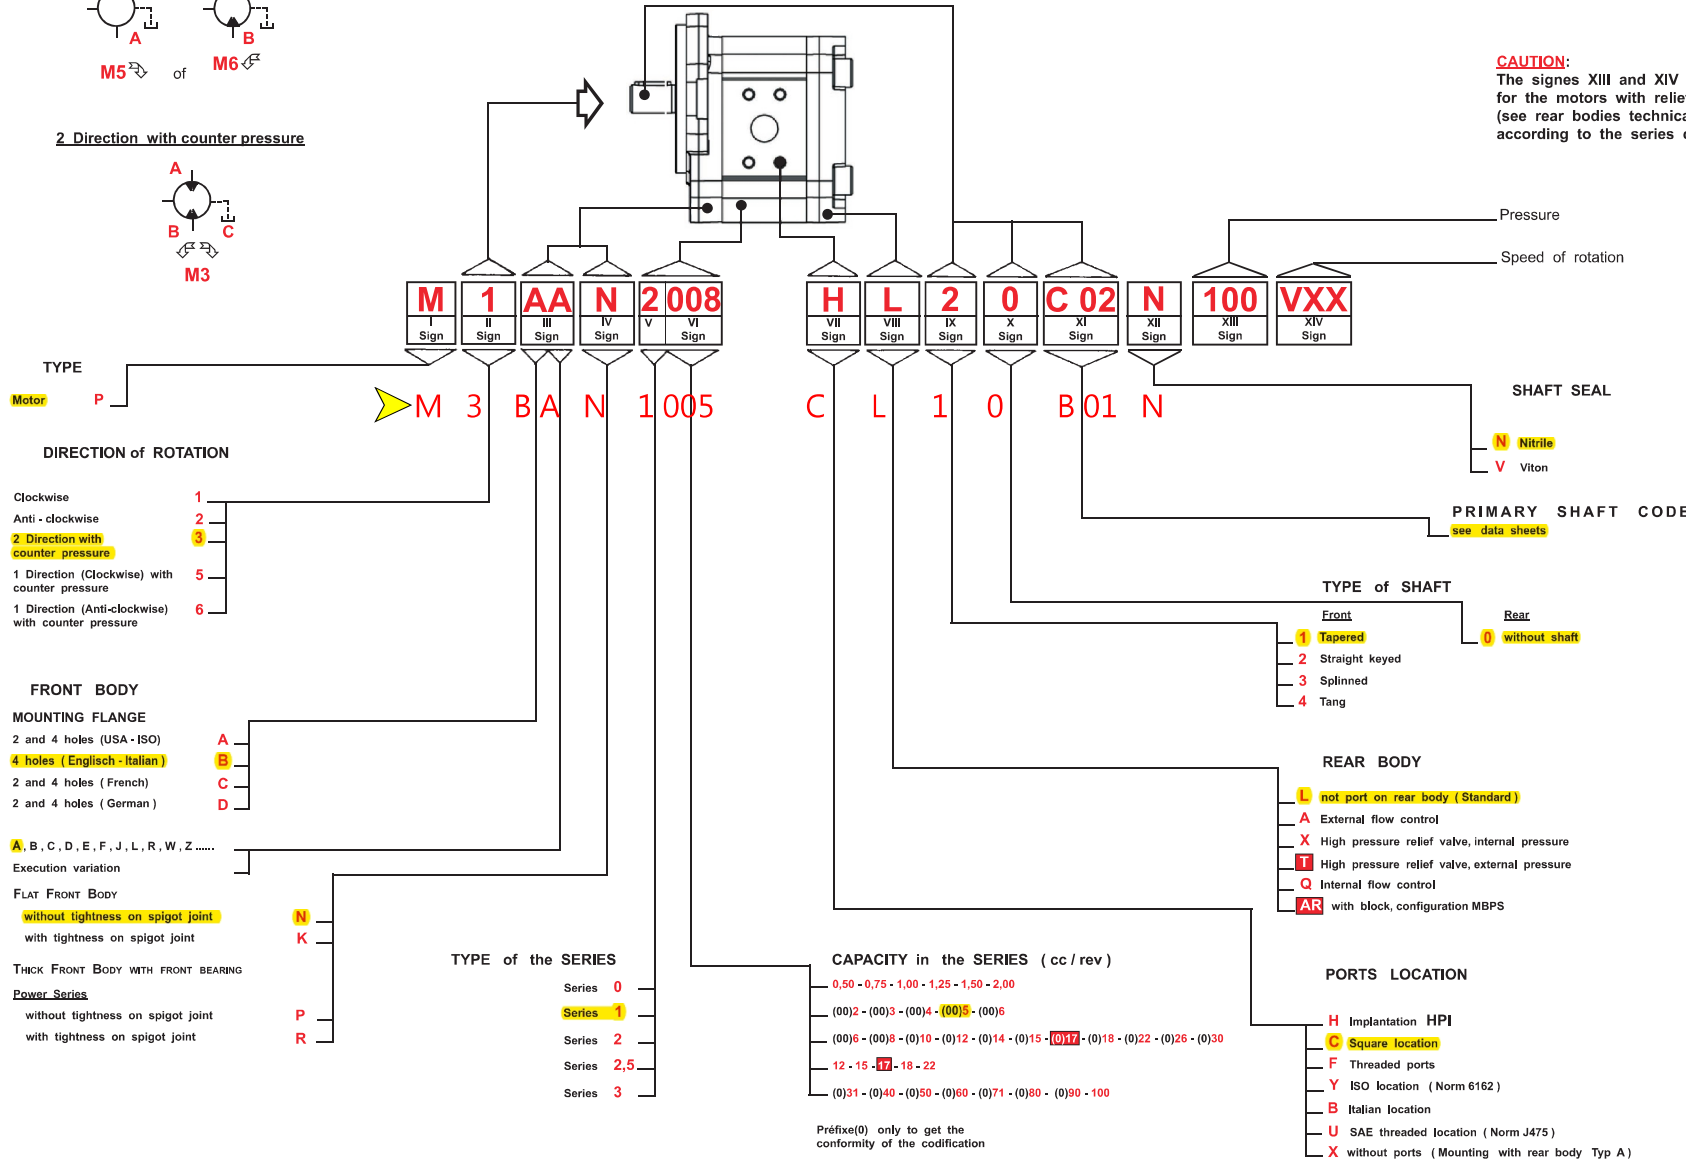 A
B
M5 of M6
CAUTION:
The signes XIII and XIV
for the motors with relief
(see rear bodies technica
according to the series
2 Direction with counter pressure
A
B C
M3
Pressure
Speed of rotation
M 1 AA N 2 008 H L 2 0 C 02 N 100 VXX
I II III IV V VI VII VIII IX X XI XII XIII XIV
Sign Sign Sign Sign Sign Sign Sign Sign Sign Sign Sign Sign Sign
M 3 B A N 1 005 C L 1 0 B01 N
TYPE
Motor P
DIRECTION of ROTATION
Clockwise 1
Anti - clockwise 2
2 Direction with 3
counter pressure
1 Direction (Clockwise) with 5
counter pressure
1 Direction (Anti-clockwise) 6
with counter pressure
FRONT BODY
MOUNTING FLANGE
2 and 4 holes (USA - ISO) A
4 holes ( Englisch - Italian ) B
2 and 4 holes ( French) C
2 and 4 holes ( German ) D
A , B , C , D , E , F , J , L , R , W , Z ......
Execution variation
FLAT FRONT BODY
without tightness on spigot joint N
with tightness on spigot joint K
THICK FRONT BODY WITH FRONT BEARING
Power Series
without tightness on spigot joint P
with tightness on spigot joint R
TYPE of the SERIES
Series 0
Series 1
Series 2
Series 2,5
Series 3
CAPACITY in the SERIES ( cc / rev )
0,50 - 0,75 - 1,00 - 1,25 - 1,50 - 2,00
(00)2 - (00)3 - (00)4 - (00)5 - (00)6
(00)6 - (00)8 - (0)10 - (0)12 - (0)14 - (0)15 - (0)17 - (0)18 - (0)22 - (0)26 - (0)30
12 - 15 - 17 - 18 - 22
(0)31 - (0)40 - (0)50 - (0)60 - (0)71 - (0)80 - (0)90 - 100
Préfixe(0) only to get the
conformity of the codification
SHAFT SEAL
N Nitrile
V Viton
PRIMARY SHAFT CODE
see data sheets
TYPE of SHAFT
Front Rear
1 Tapered 0 without shaft
2 Straight keyed
3 Splinned
4 Tang
REAR BODY
L not port on rear body ( Standard )
A External flow control
X High pressure relief valve, internal pressure
T High pressure relief valve, external pressure
Q Internal flow control
AR with block, configuration MBPS
PORTS LOCATION
H Implantation HPI
C Square location
F Threaded ports
Y ISO location ( Norm 6162 )
B Italian location
U SAE threaded location ( Norm J475 )
X without ports ( Mounting with rear body Typ A )